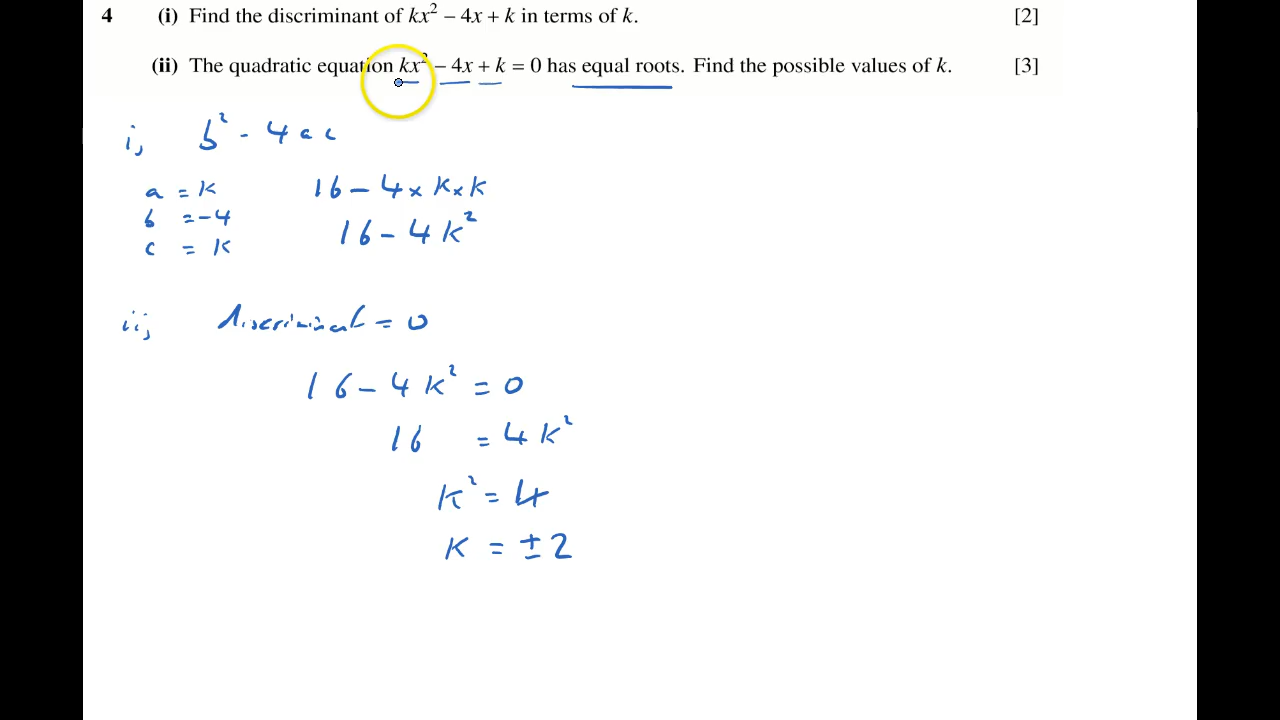 4 (i) Find the discriminant of kx² − 4x + k in terms of k. [2]
(ii) The quadratic equation kx² − 4x + k = 0 has equal roots. Find the possible values of k. [3]
i, b² - 4ac
a = k 16 - 4 × k × k
b = -4 16 - 4k²
c = k
ii, discriminant = 0
16 - 4k² = 0
16 = 4k²
k² = 4
k = ±2